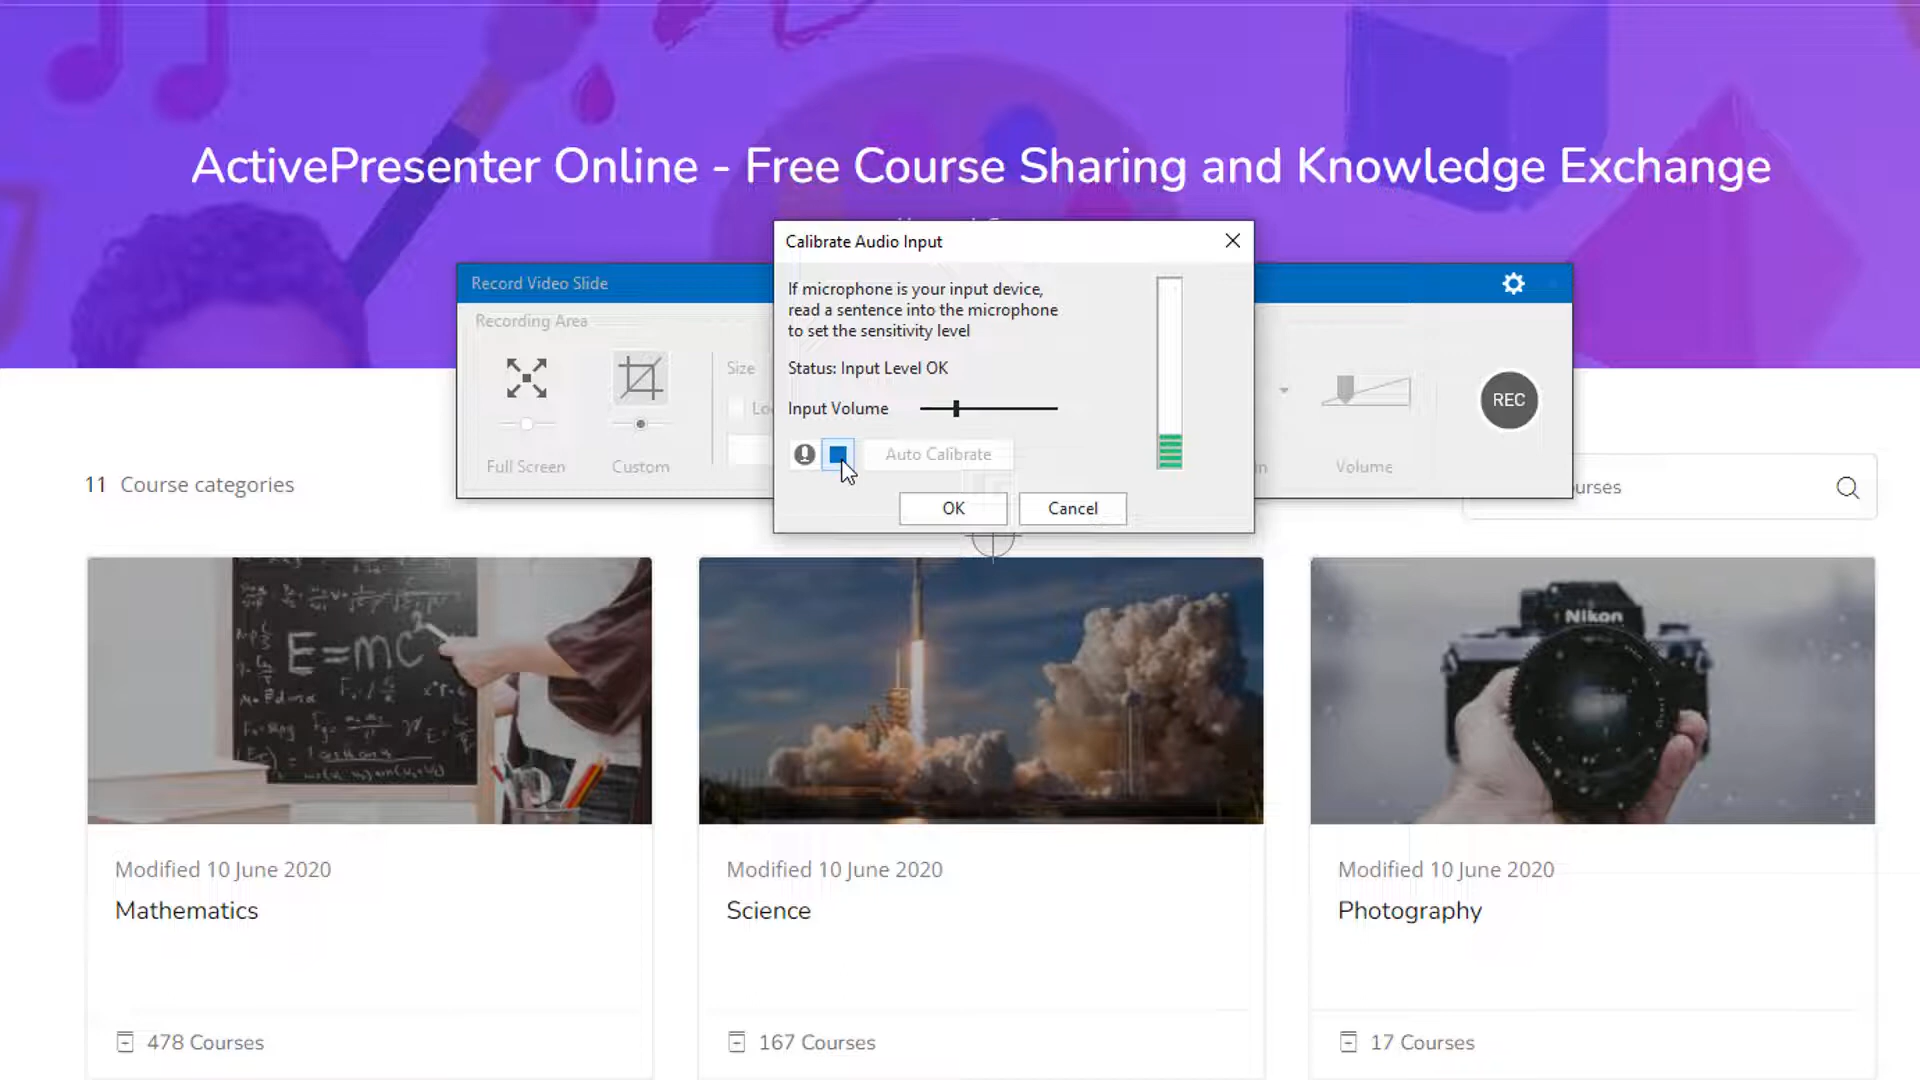 ActivePresenter Online - Free Course Sharing and Knowledge Exchange
Calibrate Audio Input
Record Video Slide
If microphone is your input device,
read a sentence into the microphone
to set the sensitivity level
Recording Area
Status: Input Level OK
Size
Input Volume
REC
Auto Calibrate
Full Screen
Custom
Volume
OK
Cancel
11 Course categories
E=mc²
Nikon
Modified 10 June 2020
Mathematics
478 Courses
Modified 10 June 2020
Science
167 Courses
Modified 10 June 2020
Photography
17 Courses